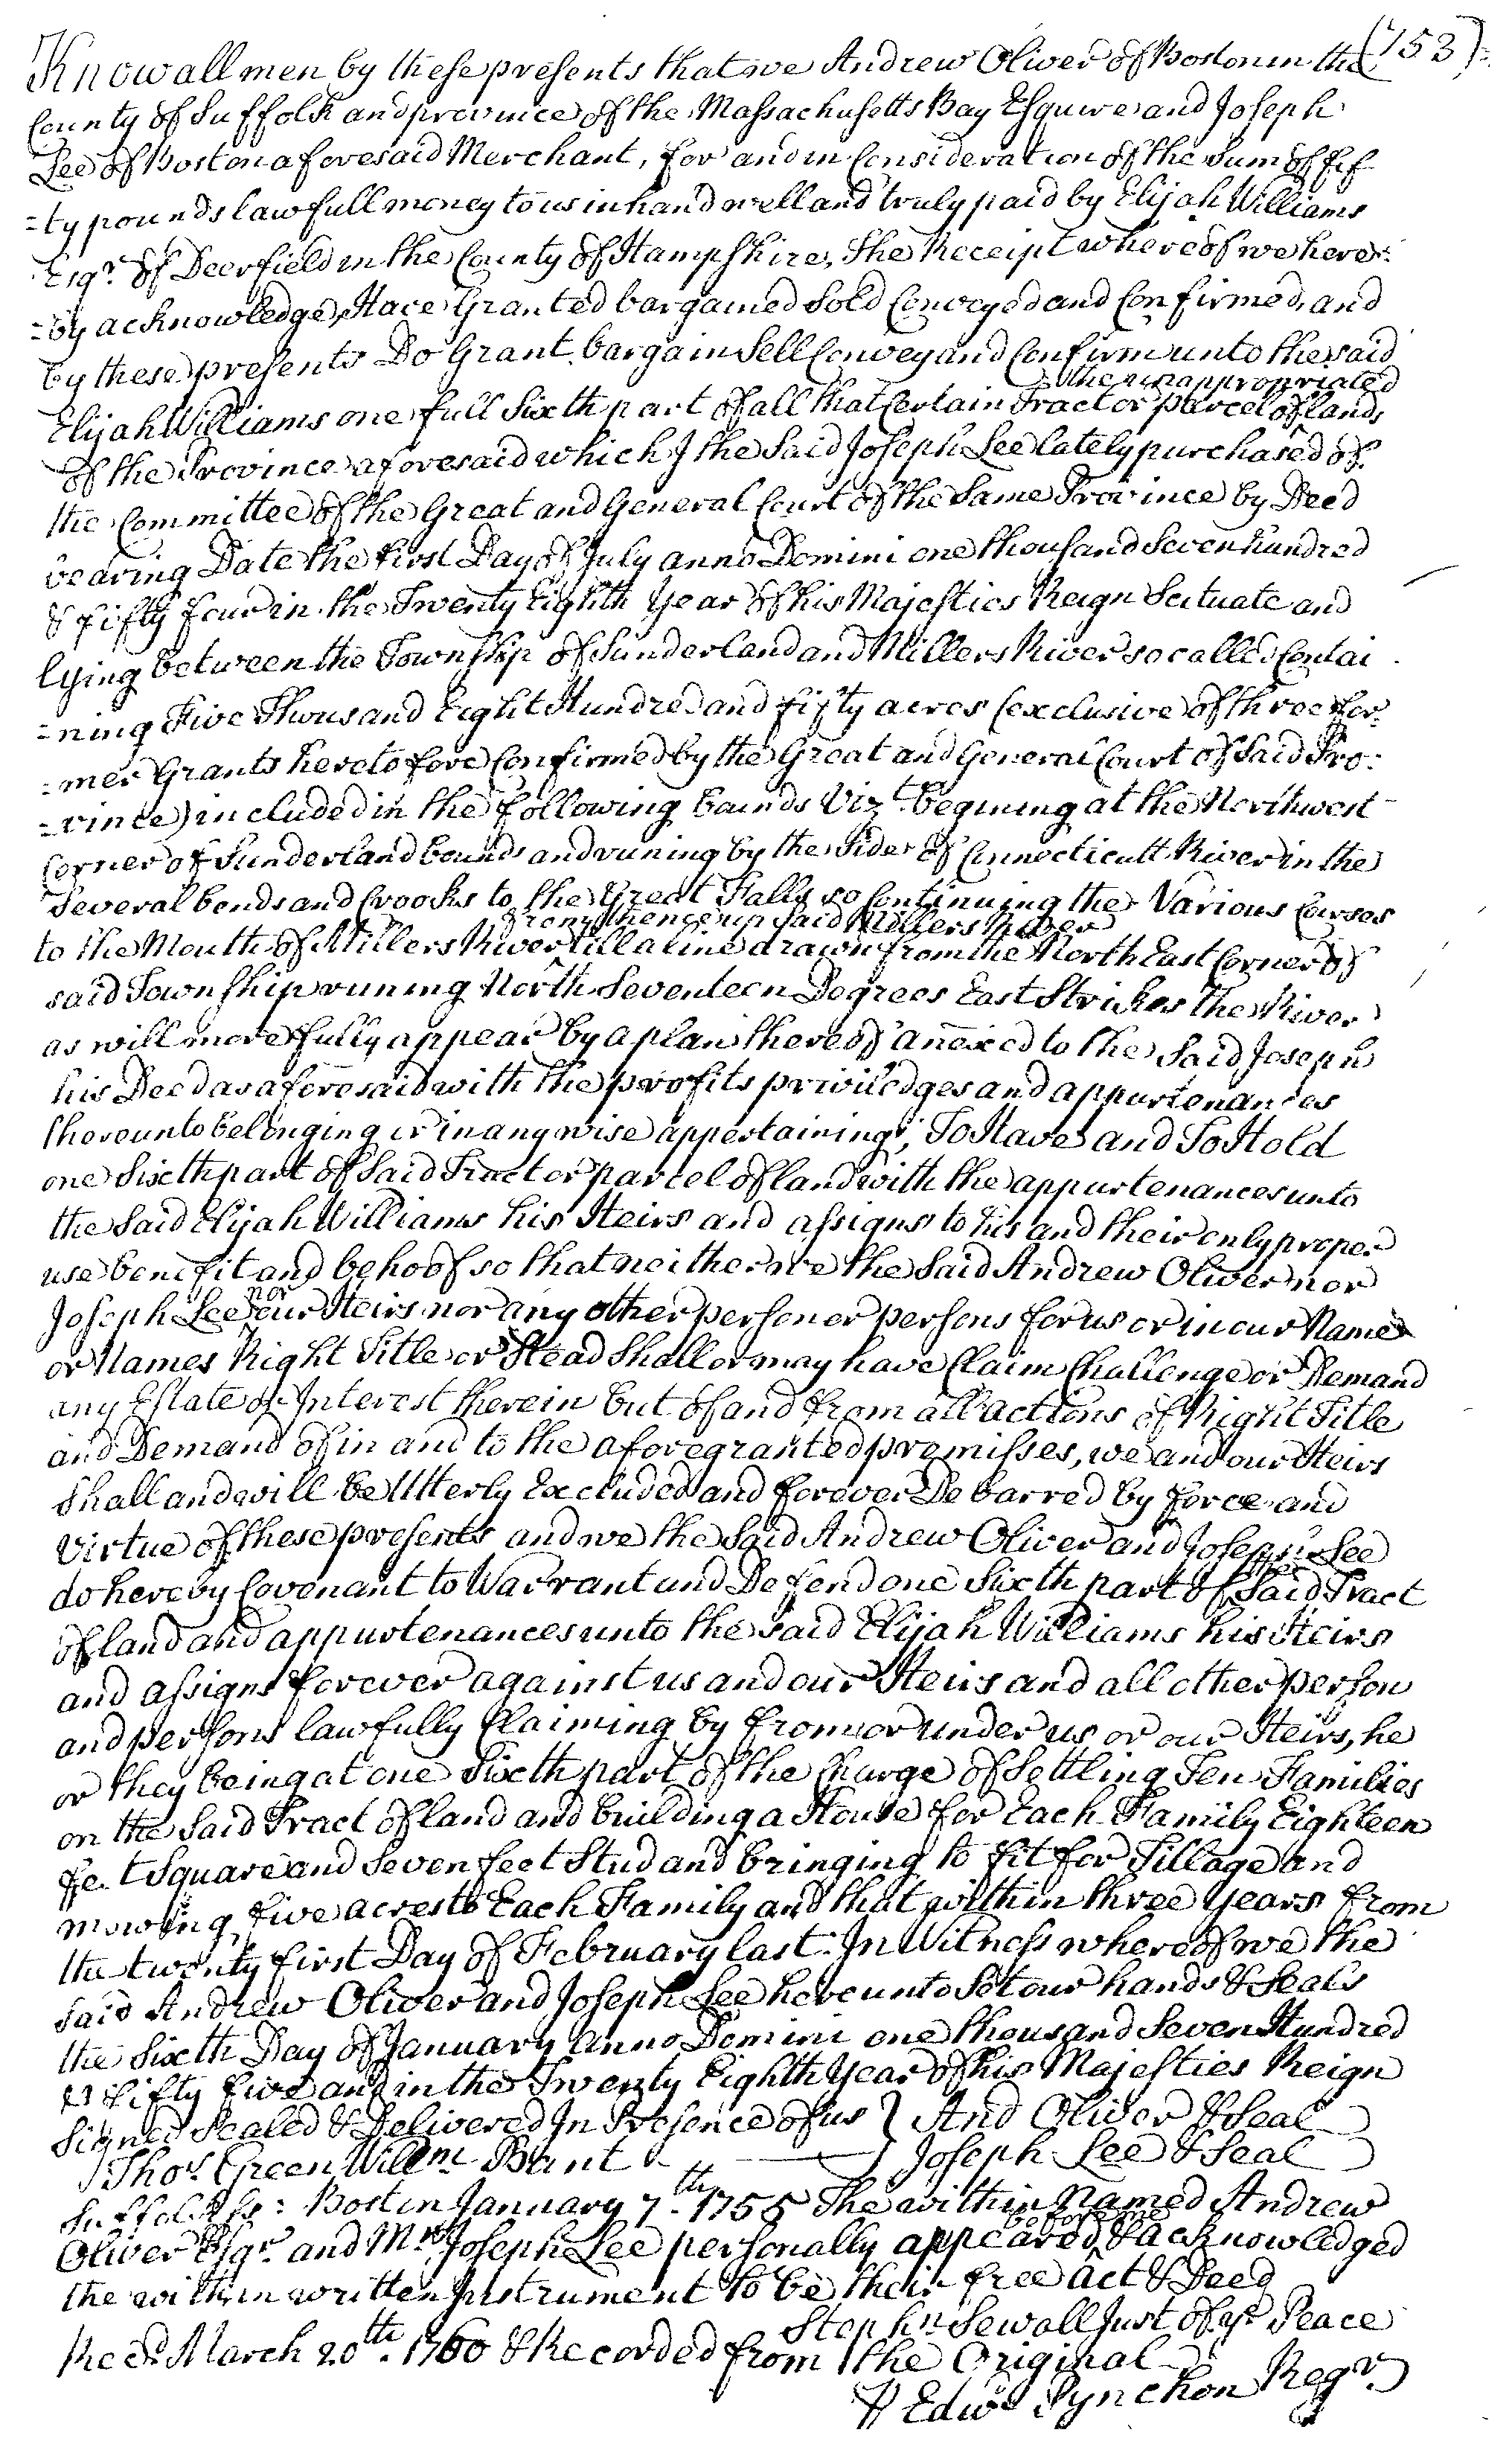 (753)
Know all men by these presents that we Andrew Oliver of Boston in the
County of Suffolk and province of the Massachusetts Bay Esquire and Joseph
Lee of Boston aforesaid Merchant, for and in Consideration of the Sum of fif
=ty pounds lawfull money to us in hand well and truly paid by Elijah Williams
Esqr. of Deerfield in the County of Hampshire, the Receipt whereof we here=
=by acknowledge, Have Granted bargained Sold Conveyed and Confirmed, and
by these presents Do Grant bargain Sell Convey and Confirm unto the said
the unappropriated
Elijah Williams one full Sixth part of all that Certain Tract or parcel of lands
of the Province aforesaid which I the Said Joseph Lee lately purchased of
the Committee of the Great and General Court of the Same Province by Deed
bearing Date the first Day of July anno Domini one thousand Seven hundred
& fifty four in the Twenty Eighth Year of his Majesties Reign Scituate and
lying between the Township of Sunderland and Millers River so called Contai
=ning Five Thousand Eight Hundred and fifty acres (exclusive of three for=
=mer Grants heretofore Confirmed by the Great and General Court of Said Pro=
=vince) included in the following bounds Vizt. begining at the Northwest
Corner of Sunderland bounds and runing by the Side of Connecticutt River in the
Several bends and Crooks to the Great Falls so Continuing the Various Courses
from thence up Said Millers River
to the Mouth of Millers River till a line drawn from the North East Corner of
said Township runing North Seventeen Degrees East Strikes the River
as will more fully appear by a plan thereof annexed to the Said Joseph
his Deed as aforesaid with the profits priviledges and appurtenances
thereunto belonging or in any wise appertaining; To Have and To Hold
one Sixth part of Said Tract or parcel of land with the appurtenances unto
the Said Elijah Williams his Heirs and assigns to his and their only proper
use benefit and behoof so that neither we the Said Andrew Oliver nor
nor
Joseph Lee our Heirs nor any other person or persons for us or in our Name
or Names Right Title or Stead Shall or may have Claim Challenge or Demand
any Estate or Interest therein but of and from all actions of Right Title
and Demand of in and to the aforegranted premisses, we and our Heirs
Shall and will be Utterly Excluded and forever Debarred by force and
Virtue of these presents and we the Said Andrew Oliver and Joseph Lee
the
do hereby Covenant to Warrant and Defend one Sixth part of Said Tract
of land and appurtenances unto the said Elijah Williams his Heirs
and assigns forever against us and our Heirs and all other person
and persons lawfully Claiming by from or under us or our Heirs, he
or they being at one Sixth part of the Charge of Settling Ten Families
on the Said Tract of land and building a House for Each Family Eighteen
feet Square and Seven feet Stud and bringing to fit for Tillage and
mowing five acres to Each Family and that within three Years from
the twenty first Day of February last. In Witness whereof we the
said Andrew Oliver and Joseph Lee hereunto Set our hands & Seals
the Sixth Day of January Anno Domini one thousand Seven Hundred
& fifty five and in the Twenty Eighth Year of his Majesties Reign
Signed Sealed & Delivered In Presence of us } And Oliver & Seal
Thos. Green Willm. Bant } Joseph Lee & Seal
Suffolk ss: Boston January 7th. 1755 The within Named Andrew
before me
Oliver Esqr. and Mr. Joseph Lee personally appeared & acknowledged
the within written Instrument to be their free act & Deed
Stephn. Sewall Just of ye Peace
Recd. March 20th. 1760 & Recorded from the Original
P Edwd Pynchon Regr.